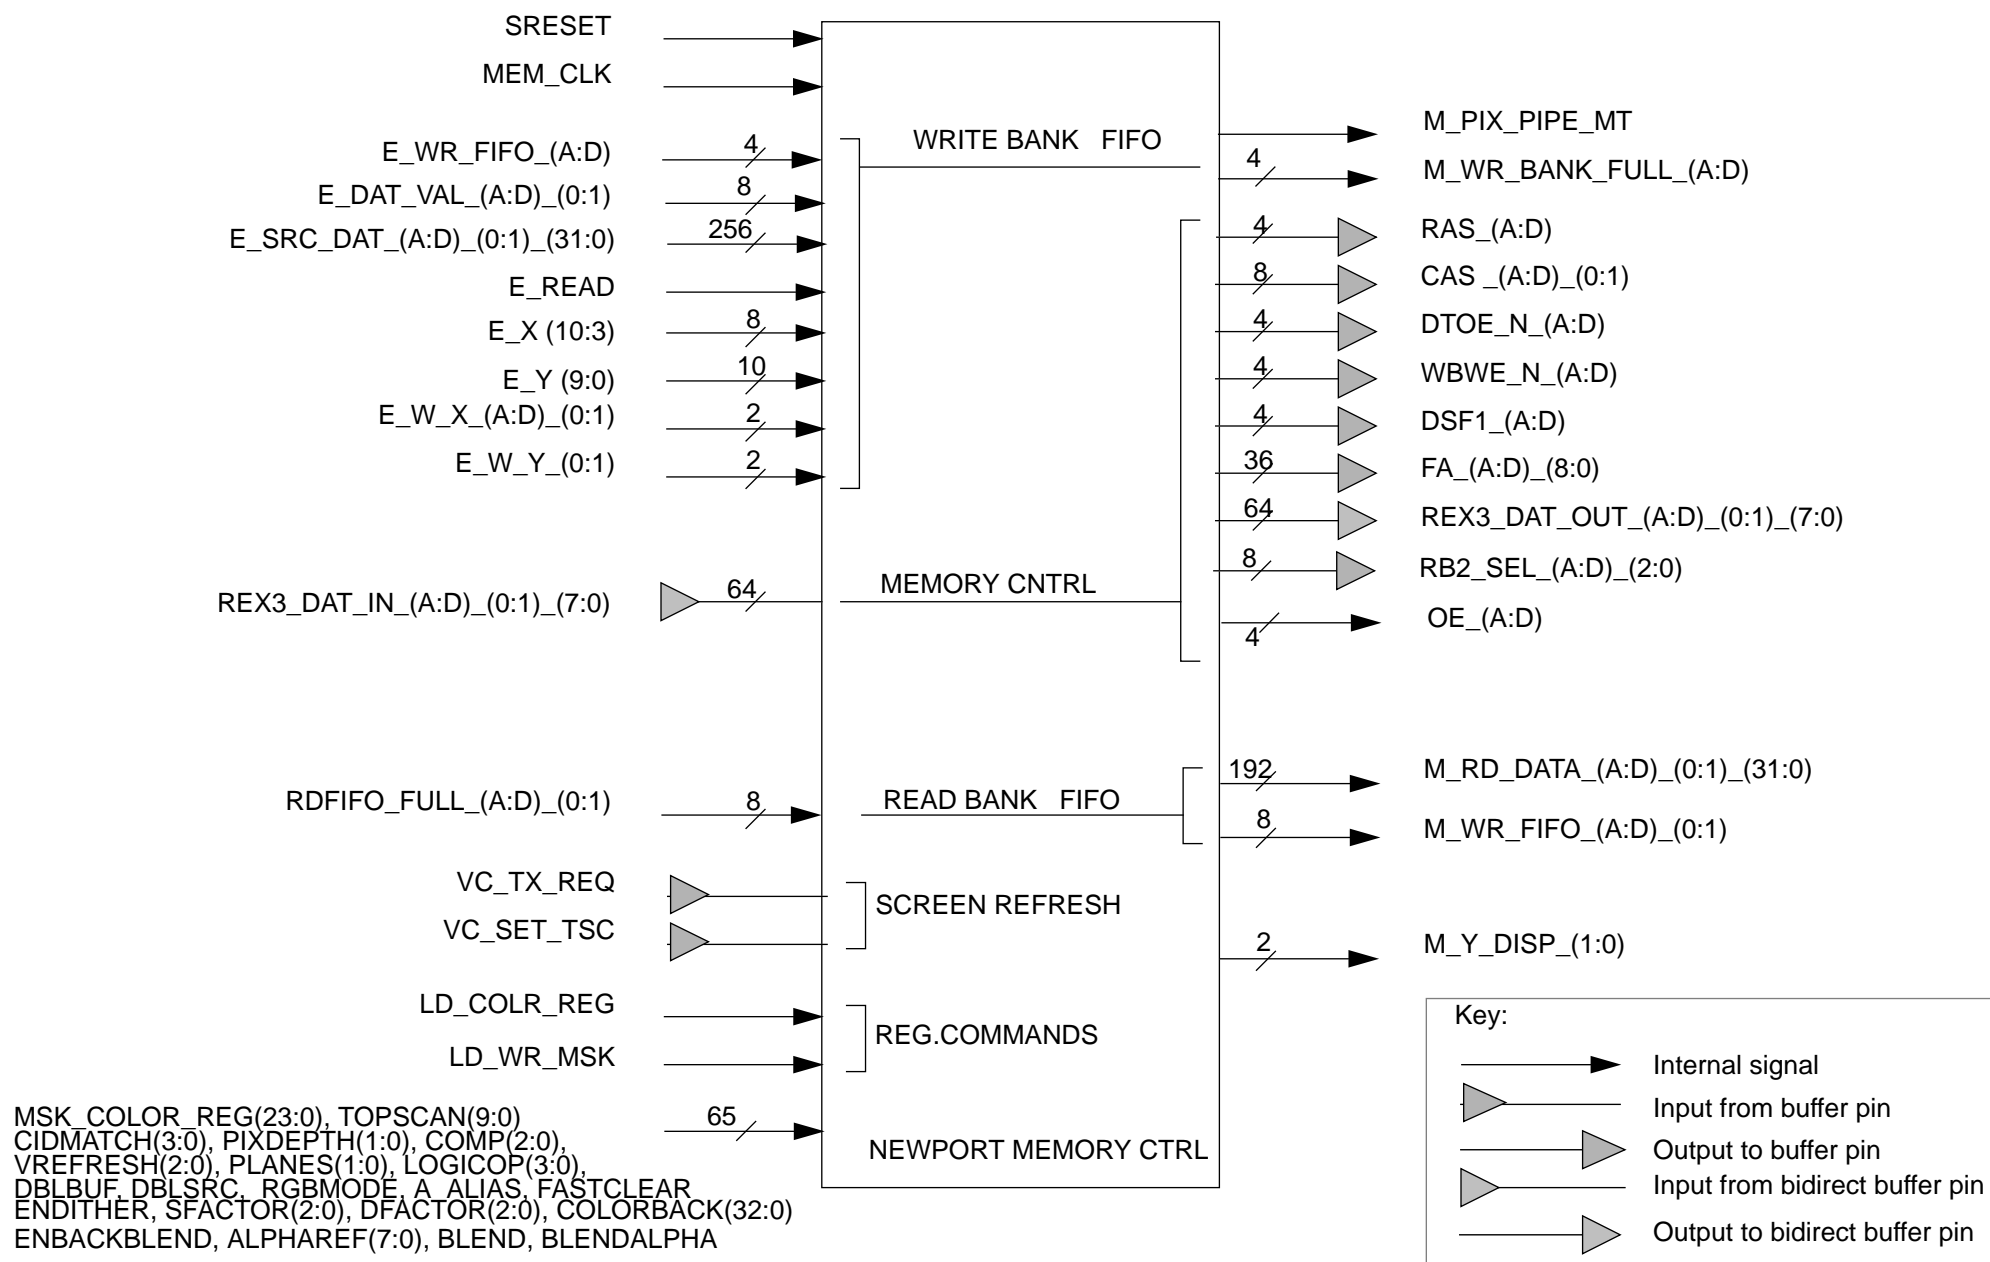 SRESET
MEM_CLK
E_WR_FIFO_(A:D)
4
E_DAT_VAL_(A:D)_(0:1)
8
E_SRC_DAT_(A:D)_(0:1)_(31:0)
256
E_READ
E_X (10:3)
8
E_Y (9:0)
10
E_W_X_(A:D)_(0:1)
2
E_W_Y_(0:1)
2
REX3_DAT_IN_(A:D)_(0:1)_(7:0)
64
RDFIFO_FULL_(A:D)_(0:1)
8
VC_TX_REQ
VC_SET_TSC
LD_COLR_REG
LD_WR_MSK
65
MSK_COLOR_REG(23:0), TOPSCAN(9:0)
CIDMATCH(3:0), PIXDEPTH(1:0), COMP(2:0),
VREFRESH(2:0), PLANES(1:0), LOGICOP(3:0),
DBLBUF, DBLSRC, RGBMODE, A_ALIAS, FASTCLEAR
ENDITHER, SFACTOR(2:0), DFACTOR(2:0), COLORBACK(32:0)
ENBACKBLEND, ALPHAREF(7:0), BLEND, BLENDALPHA
WRITE BANK FIFO
MEMORY CNTRL
READ BANK FIFO
SCREEN REFRESH
REG.COMMANDS
NEWPORT MEMORY CTRL
M_PIX_PIPE_MT
4
M_WR_BANK_FULL_(A:D)
4
RAS_(A:D)
8
CAS _(A:D)_(0:1)
4
DTOE_N_(A:D)
4
WBWE_N_(A:D)
4
DSF1_(A:D)
36
FA_(A:D)_(8:0)
64
REX3_DAT_OUT_(A:D)_(0:1)_(7:0)
8
RB2_SEL_(A:D)_(2:0)
4
OE_(A:D)
192
M_RD_DATA_(A:D)_(0:1)_(31:0)
8
M_WR_FIFO_(A:D)_(0:1)
2
M_Y_DISP_(1:0)
Key:
Internal signal
Input from buffer pin
Output to buffer pin
Input from bidirect buffer pin
Output to bidirect buffer pin